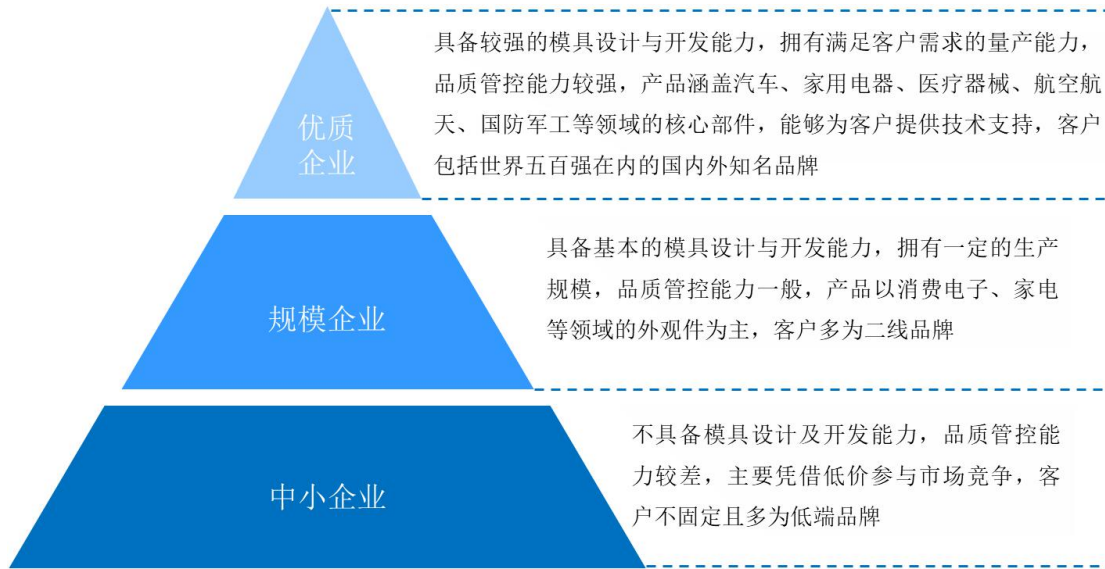 具备较强的模具设计与开发能力，拥有满足客户需求的量产能力，
品质管控能力较强，产品涵盖汽车、家用电器、医疗器械、航空航
天、国防军工等领域的核心部件，能够为客户提供技术支持，客户
包括世界五百强在内的国内外知名品牌
优质
企业
具备基本的模具设计与开发能力，拥有一定的生产
规模，品质管控能力一般，产品以消费电子、家电
等领域的外观件为主，客户多为二线品牌
规模企业
不具备模具设计及开发能力，品质管控能
力较差，主要凭借低价参与市场竞争，客
户不固定且多为低端品牌
中小企业